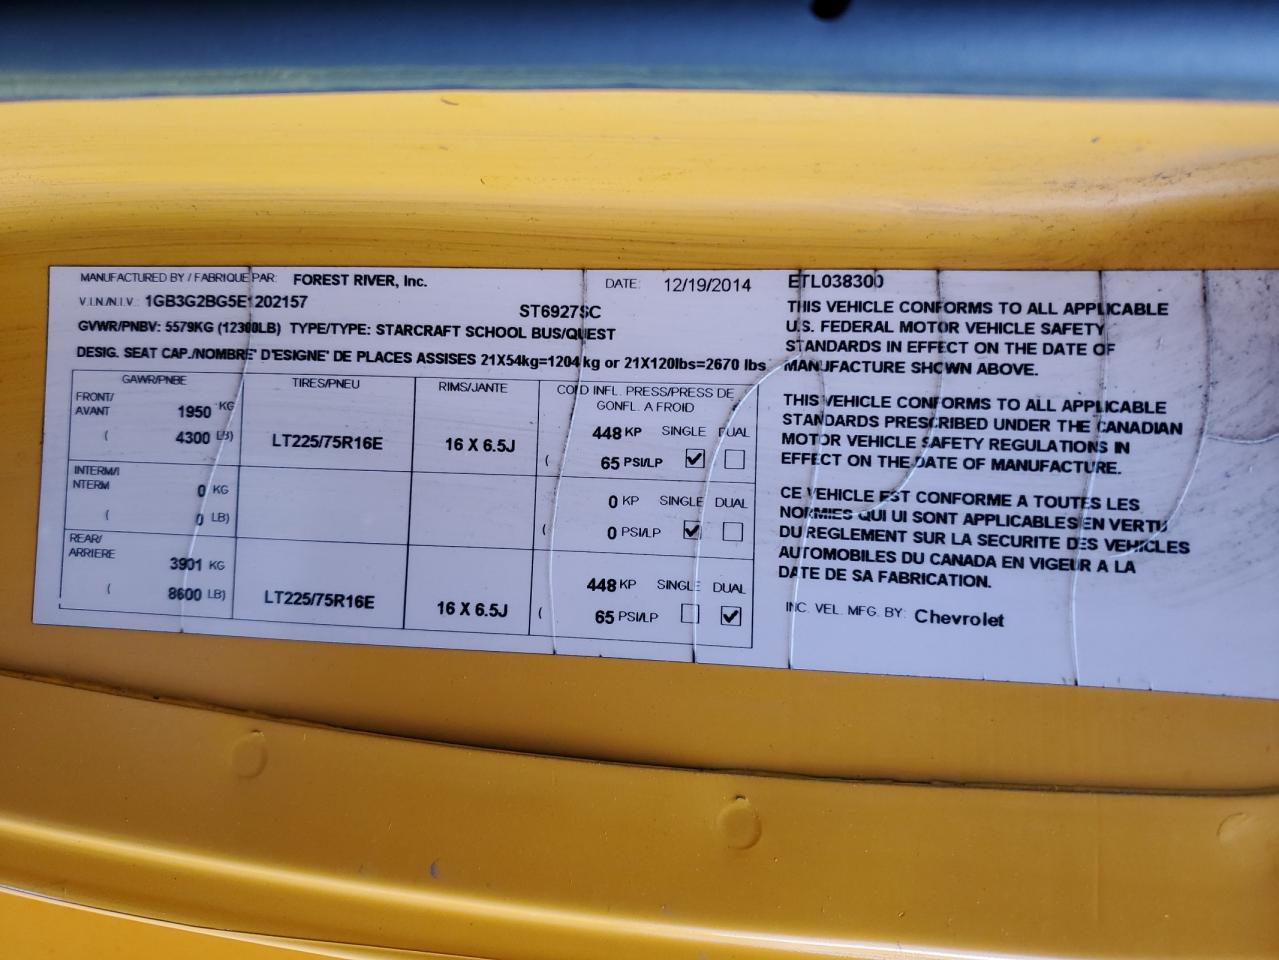 MANUFACTURED BY / FABRIQUE PAR: FOREST RIVER, Inc. DATE: 12/19/2014
V.I.N./N.I.V.: 1GB3G2BG5E1202157 ST6927SC
GVWR/PNBV: 5579KG (12300LB) TYPE/TYPE: STARCRAFT SCHOOL BUS/QUEST
DESIG. SEAT CAP./NOMBRE' D'ESIGNE' DE PLACES ASSISES 21X54kg=1204 kg or 21X120lbs=2670 lbs
GAWR/PNBE TIRES/PNEU RIMS/JANTE COLD INFL. PRESS/PRESS DE
GONFL. A FROID
FRONT/
AVANT 1950 KG 448 KP SINGLE DUAL
( 4300 LB) LT225/75R16E 16 X 6.5J ( 65 PSI/LP ☑ ☐
INTERM/I
NTERM 0 KG 0 KP SINGLE DUAL
( 0 LB) ( 0 PSI/LP ☑ ☐
REAR/
ARRIERE 3901 KG 448 KP SINGLE DUAL
( 8600 LB) LT225/75R16E 16 X 6.5J ( 65 PSI/LP ☐ ☑
ETL038300
THIS VEHICLE CONFORMS TO ALL APPLICABLE
U.S. FEDERAL MOTOR VEHICLE SAFETY
STANDARDS IN EFFECT ON THE DATE OF
MANUFACTURE SHOWN ABOVE.
THIS VEHICLE CONFORMS TO ALL APPLICABLE
STANDARDS PRESCRIBED UNDER THE CANADIAN
MOTOR VEHICLE SAFETY REGULATIONS IN
EFFECT ON THE DATE OF MANUFACTURE.
CE VEHICLE EST CONFORME A TOUTES LES
NORMIES QUI UI SONT APPLICABLES EN VERTU
DU REGLEMENT SUR LA SECURITE DES VEHICLES
AUTOMOBILES DU CANADA EN VIGEUR A LA
DATE DE SA FABRICATION.
INC. VEL. MFG. BY: Chevrolet